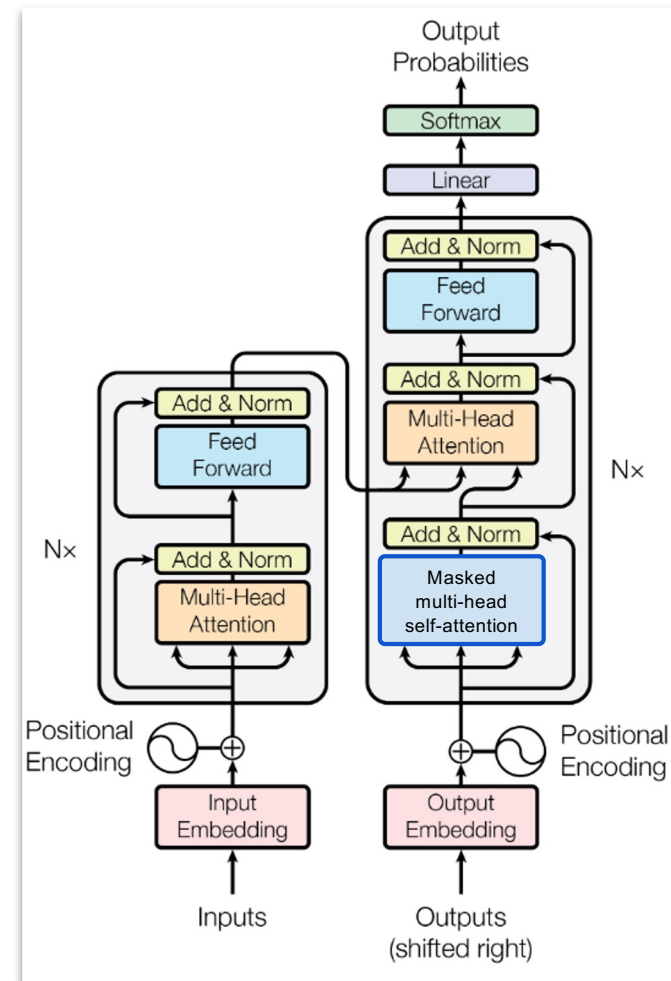 Output
Probabilities
Softmax
Linear
Add & Norm
Feed
Forward
Add & Norm
Multi-Head
Attention
Nx
Add & Norm
Masked
multi-head
self-attention
Add & Norm
Feed
Forward
Nx
Add & Norm
Multi-Head
Attention
Positional
Encoding
Positional
Encoding
Input
Embedding
Output
Embedding
Inputs
Outputs
(shifted right)